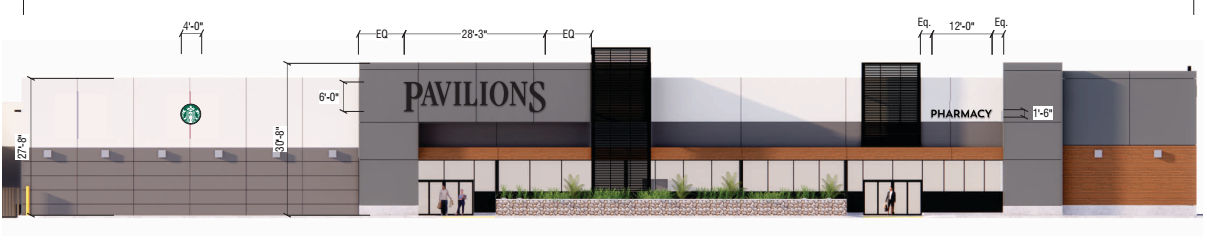 4'-0"
EQ
28'-3"
EQ
Eq.
12'-0"
Eq.
6'-0"
PAVILIONS
PHARMACY
1'-6"
27'-8"
30'-8"